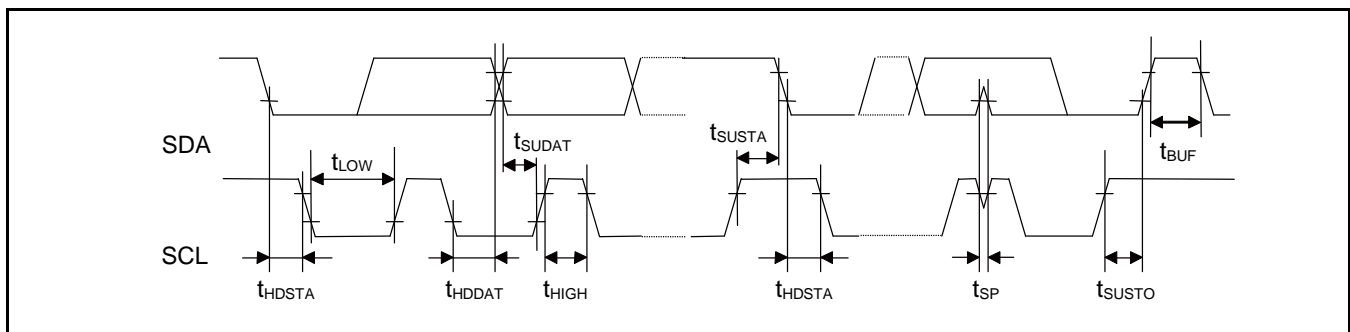 SDA
tSUDAT
tSUSTA
tBUF
tLOW
SCL
tHDSTA
tHDDAT
tHIGH
tHDSTA
tSP
tSUSTO